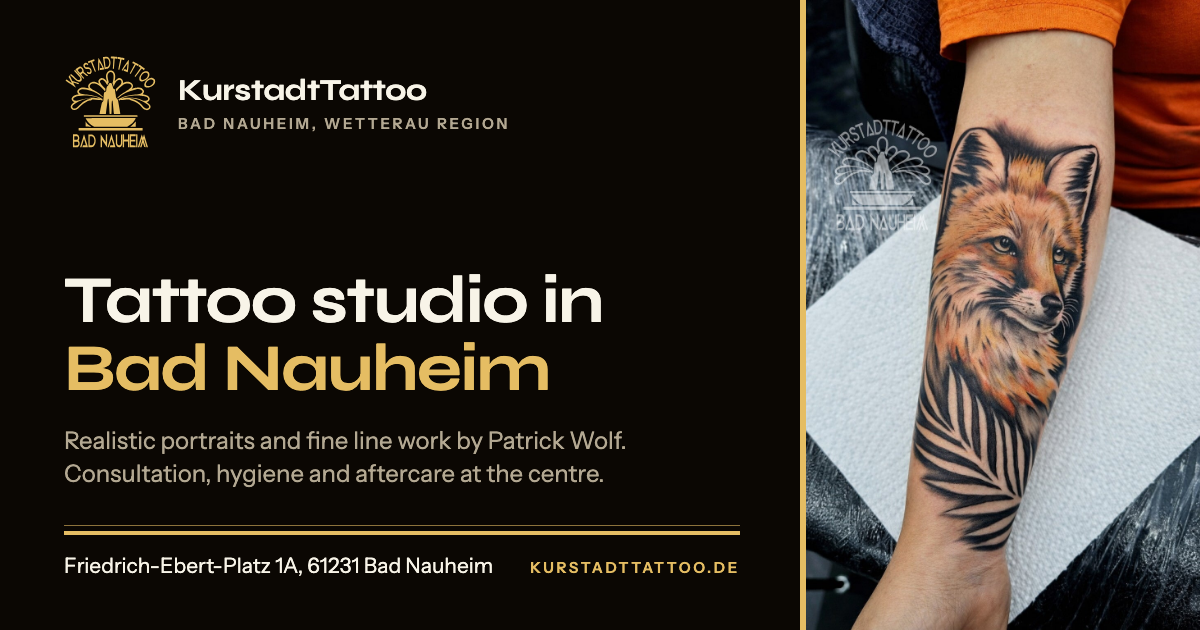 KURSTADTTATTOO
BAD NAUHEIM
KurstadtTattoo
BAD NAUHEIM, WETTERAU REGION
Tattoo studio in
Bad Nauheim
Realistic portraits and fine line work by Patrick Wolf.
Consultation, hygiene and aftercare at the centre.
Friedrich-Ebert-Platz 1A, 61231 Bad Nauheim
KURSTADTTATTOO.DE
KURSTADTTATTOO
BAD NAUHEIM